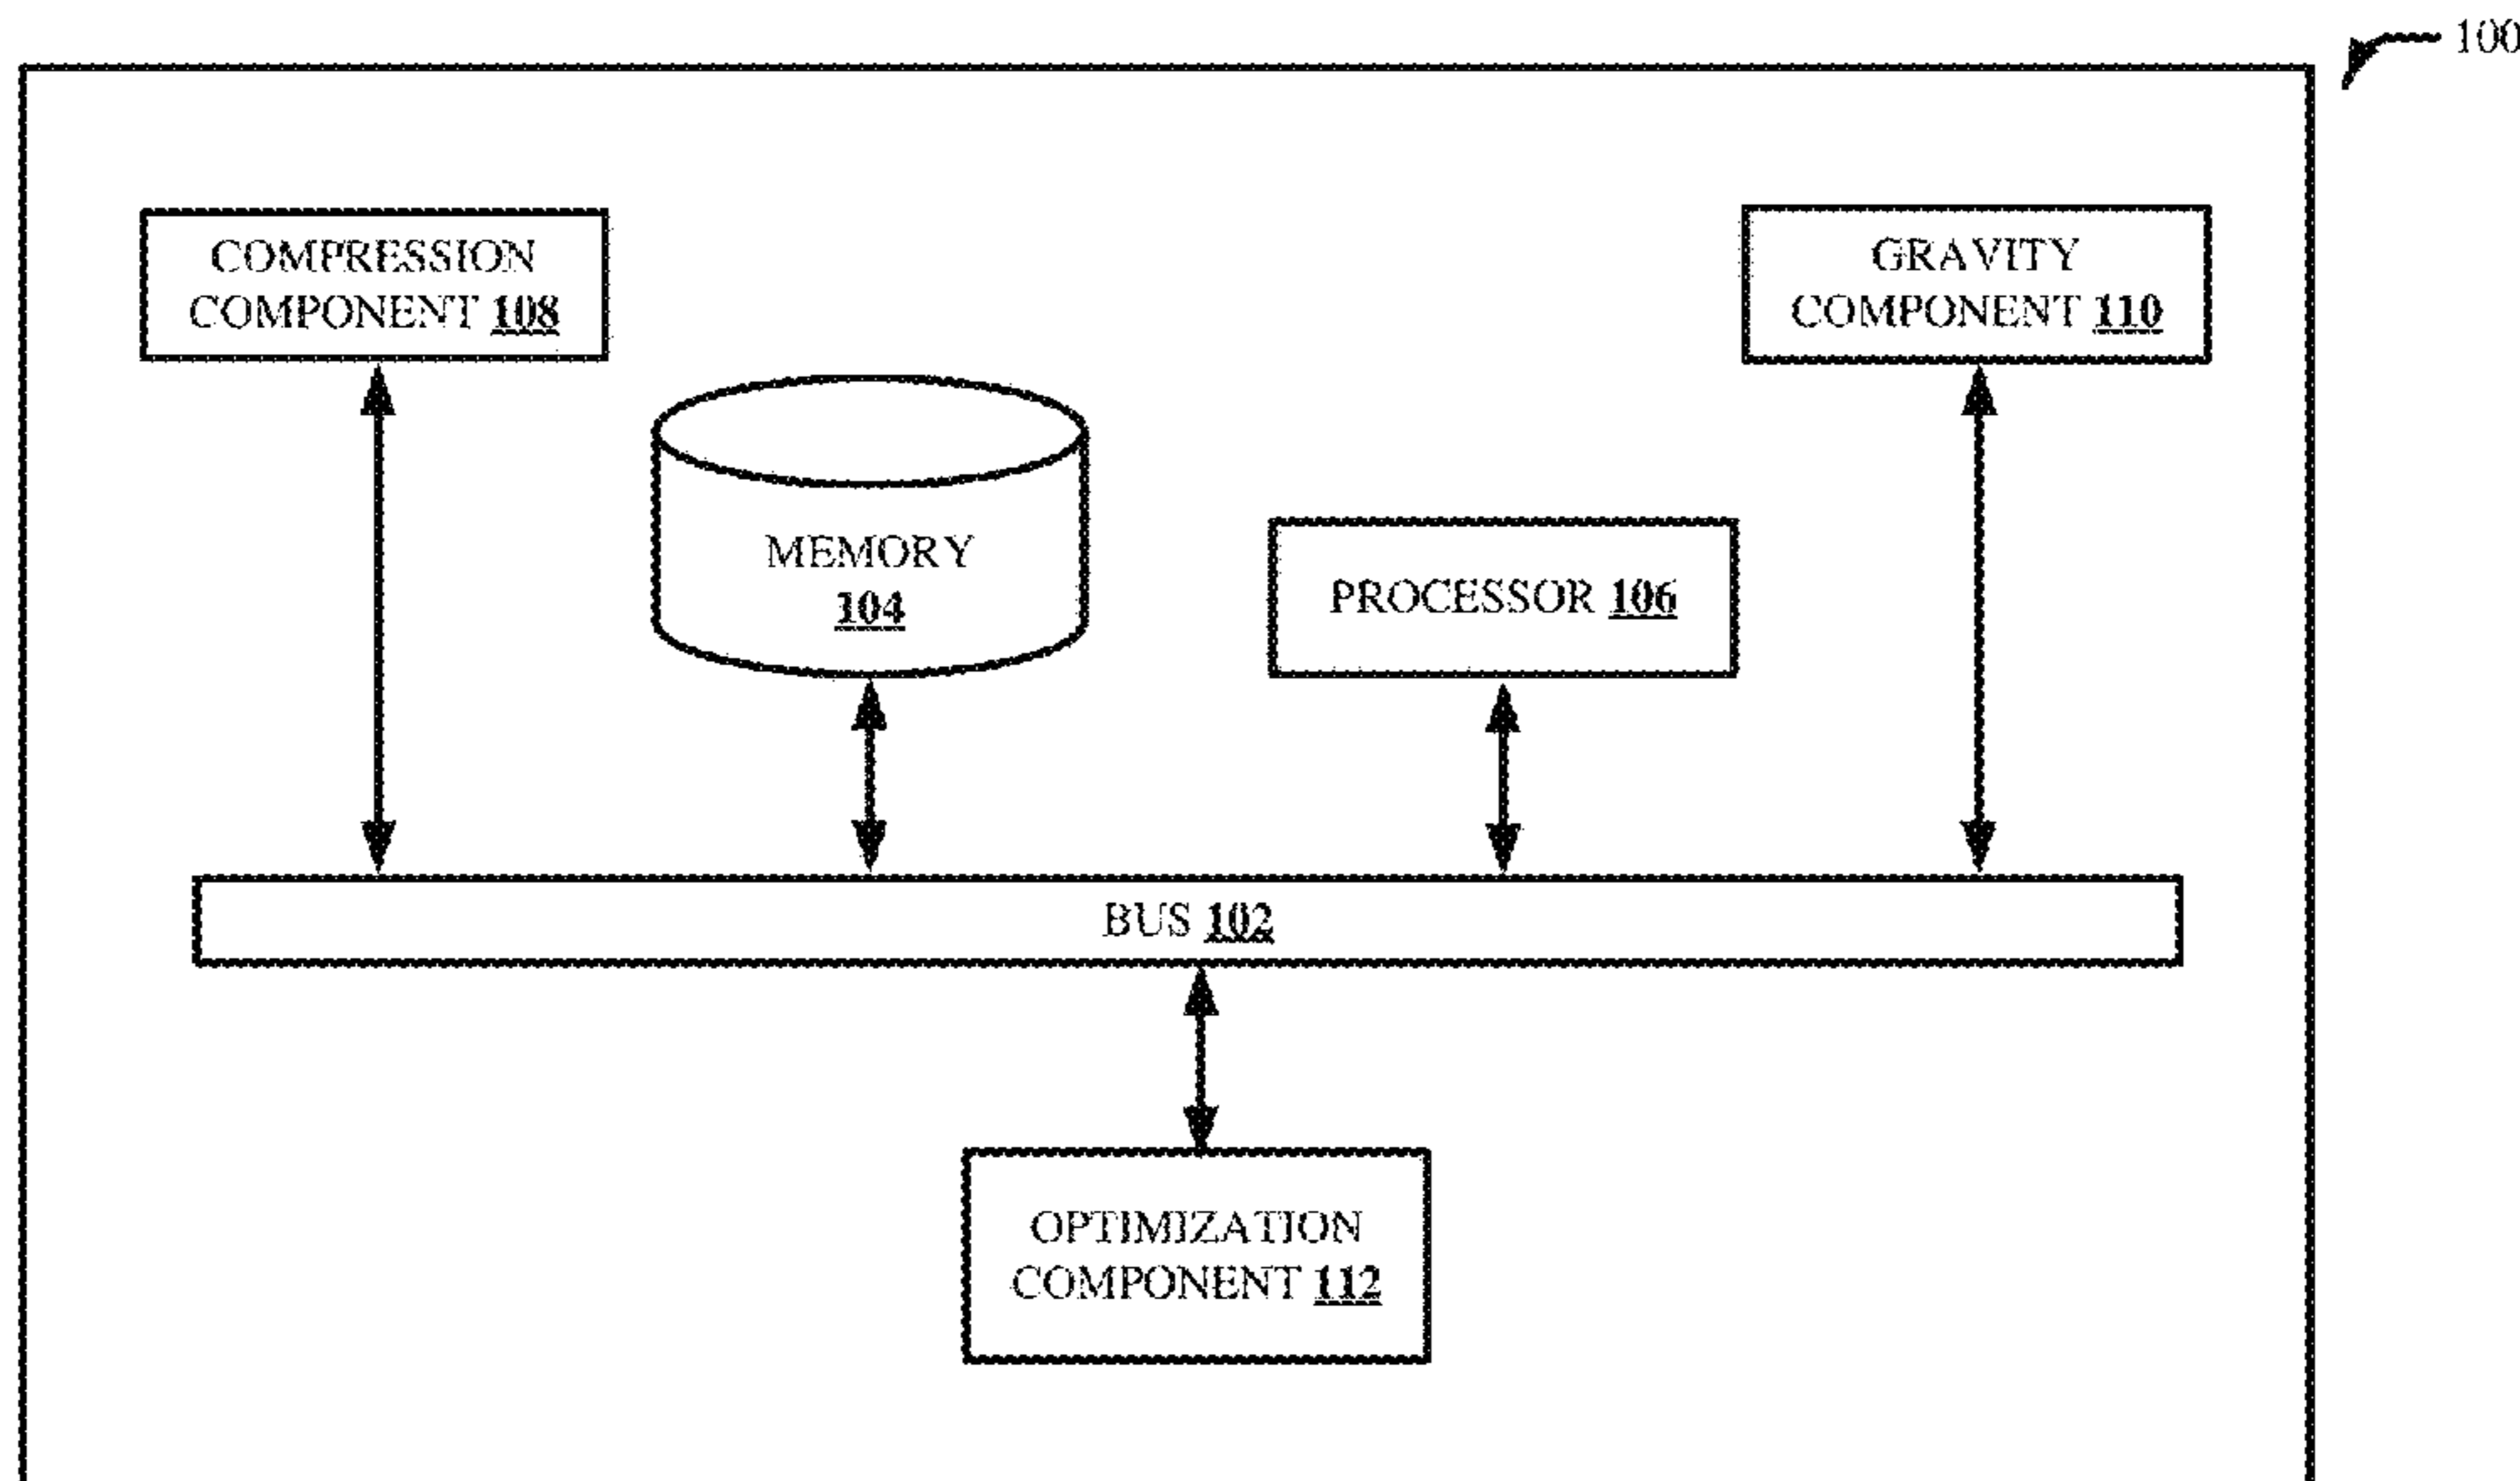 100
COMPRESSION
COMPONENT 108
GRAVITY
COMPONENT 110
MEMORY
104
PROCESSOR 106
BUS 102
OPTIMIZATION
COMPONENT 112